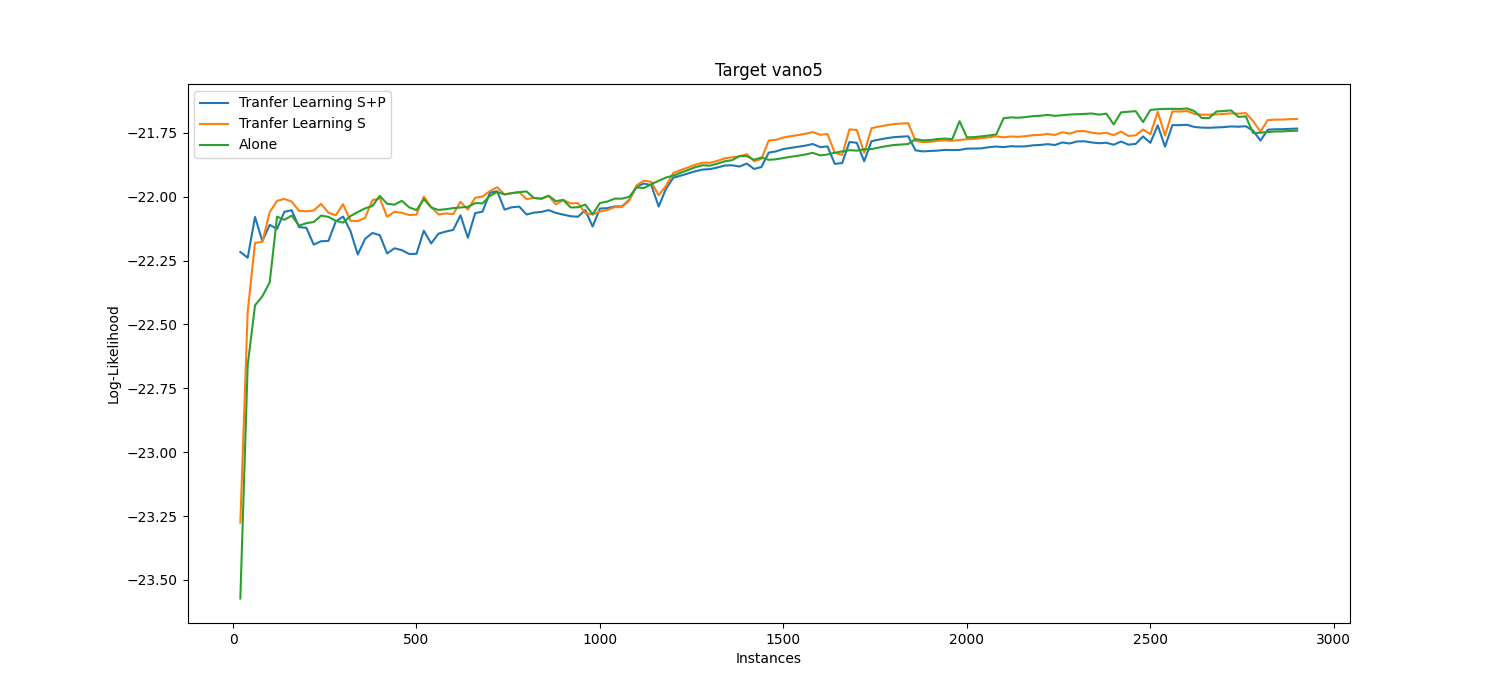 Target vano5
Tranfer Learning S+P
Tranfer Learning S
Alone
Log-Likelihood
−21.75
−22.00
−22.25
−22.50
−22.75
−23.00
−23.25
−23.50
0
500
1000
1500
2000
2500
3000
Instances